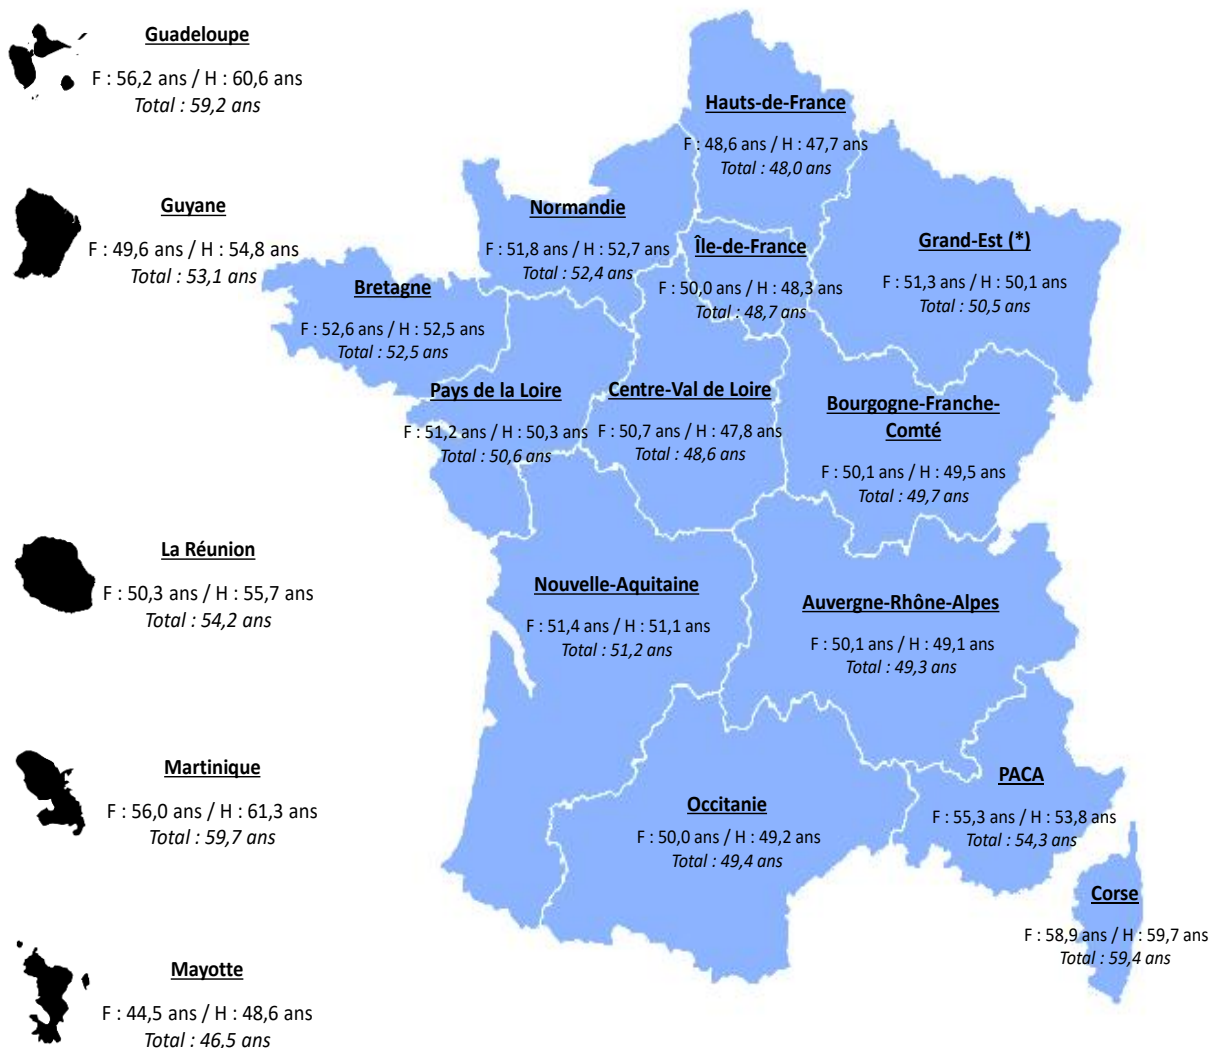 Guadeloupe
F : 56,2 ans / H : 60,6 ans
Total : 59,2 ans
Guyane
F : 49,6 ans / H : 54,8 ans
Total : 53,1 ans
La Réunion
F : 50,3 ans / H : 55,7 ans
Total : 54,2 ans
Martinique
F : 56,0 ans / H : 61,3 ans
Total : 59,7 ans
Mayotte
F : 44,5 ans / H : 48,6 ans
Total : 46,5 ans
Hauts-de-France
F : 48,6 ans / H : 47,7 ans
Total : 48,0 ans
Normandie
F : 51,8 ans / H : 52,7 ans
Total : 52,4 ans
Île-de-France
F : 50,0 ans / H : 48,3 ans
Total : 48,7 ans
Grand-Est (*)
F : 51,3 ans / H : 50,1 ans
Total : 50,5 ans
Bretagne
F : 52,6 ans / H : 52,5 ans
Total : 52,5 ans
Pays de la Loire
F : 51,2 ans / H : 50,3 ans
Total : 50,6 ans
Centre-Val de Loire
F : 50,7 ans / H : 47,8 ans
Total : 48,6 ans
Bourgogne-Franche-
Comté
F : 50,1 ans / H : 49,5 ans
Total : 49,7 ans
Nouvelle-Aquitaine
F : 51,4 ans / H : 51,1 ans
Total : 51,2 ans
Auvergne-Rhône-Alpes
F : 50,1 ans / H : 49,1 ans
Total : 49,3 ans
Occitanie
F : 50,0 ans / H : 49,2 ans
Total : 49,4 ans
PACA
F : 55,3 ans / H : 53,8 ans
Total : 54,3 ans
Corse
F : 58,9 ans / H : 59,7 ans
Total : 59,4 ans